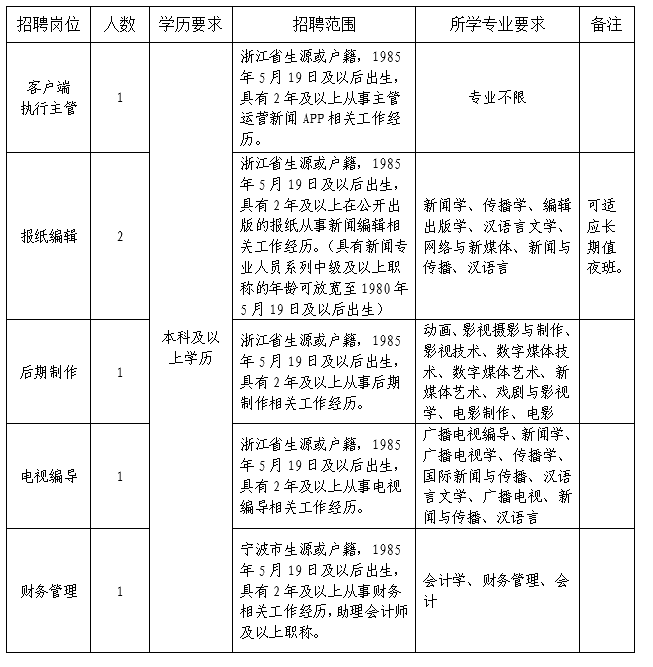 招聘岗位 人数 学历要求 招聘范围 所学专业要求 备注
客户端
执行主管
1
浙江省生源或户籍，1985
年5月19日及以后出生，
具有2年及以上从事主管
运营新闻APP相关工作经
历。
专业不限
报纸编辑
2
浙江省生源或户籍，1985
年5月19日及以后出生，
具有2年及以上在公开出
版的报纸从事新闻编辑相
关工作经历。（具有新闻专
业人员系列中级及以上职
称的年龄可放宽至1980年
5月19日及以后出生）
新闻学、传播学、编辑
出版学、汉语言文学、
网络与新媒体、新闻与
传播、汉语言
可适
应长
期值
夜班。
本科及以
上学历
后期制作
1
浙江省生源或户籍，1985
年5月19日及以后出生，
具有2年及以上从事后期
制作相关工作经历。
动画、影视摄影与制作、
影视技术、数字媒体技
术、数字媒体艺术、新
媒体艺术、戏剧与影视
学、电影制作、电影
电视编导
1
浙江省生源或户籍，1985
年5月19日及以后出生，
具有2年及以上从事电视
编导相关工作经历。
广播电视编导、新闻学、
广播电视学、传播学、
国际新闻与传播、汉语
言文学、广播电视、新
闻与传播、汉语言
财务管理
1
宁波市生源或户籍，1985
年5月19日及以后出生，
具有2年及以上从事财务
相关工作经历，助理会计师
及以上职称。
会计学、财务管理、会
计